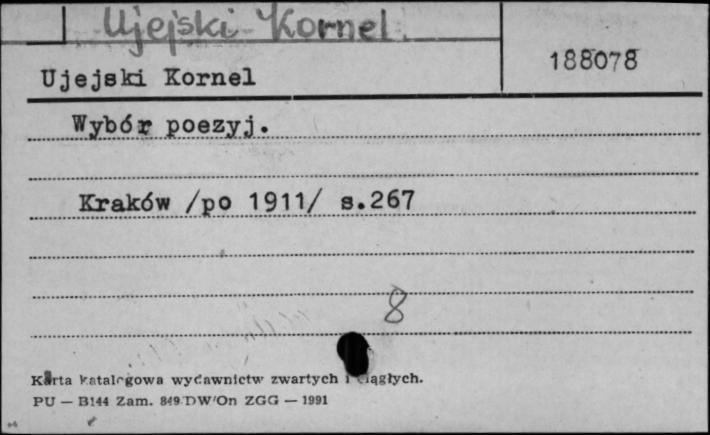 Ujejski Kornel
188078
Ujejski Kornel
Wybór poezyj.
Kraków /po 1911/ s.267
8
Karta katalogowa wydawnictw zwartych i ciągłych.
PU — B144 Zam. 849/DW/On ZGG — 1991